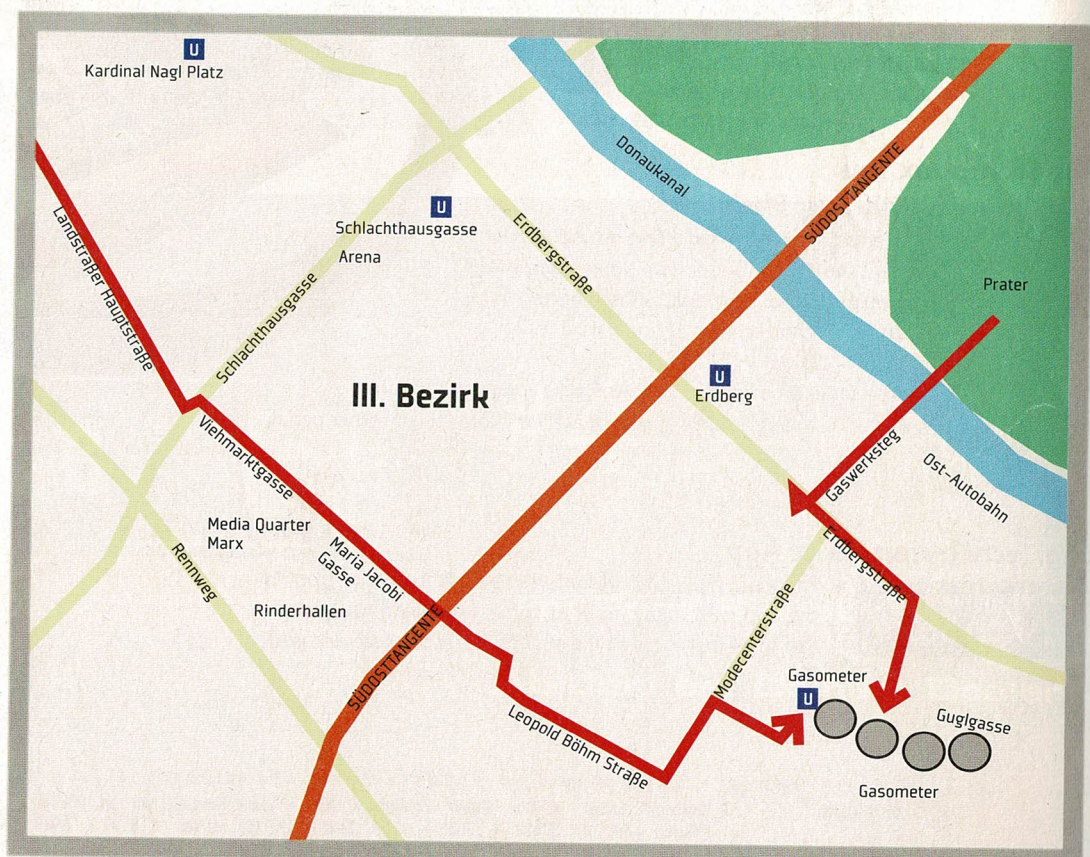 U
Kardinal Nagl Platz
Donaukanal
SÜDOSTTANGENTE
U
Schlachthausgasse
Arena
Erdbergstraße
Landstraßer Hauptstraße
Schlachthausgasse
Prater
III. Bezirk
U
Erdberg
Viehmarktgasse
Gaswerksteg
Ost-Autobahn
Media Quarter
Marx
Maria Jacobi
Gasse
Rennweg
Erdbergstraße
Rinderhallen
SÜDOSTTANGENTE
Modecenterstraße
Gasometer
U
Leopold Böhm Straße
Guglgasse
Gasometer